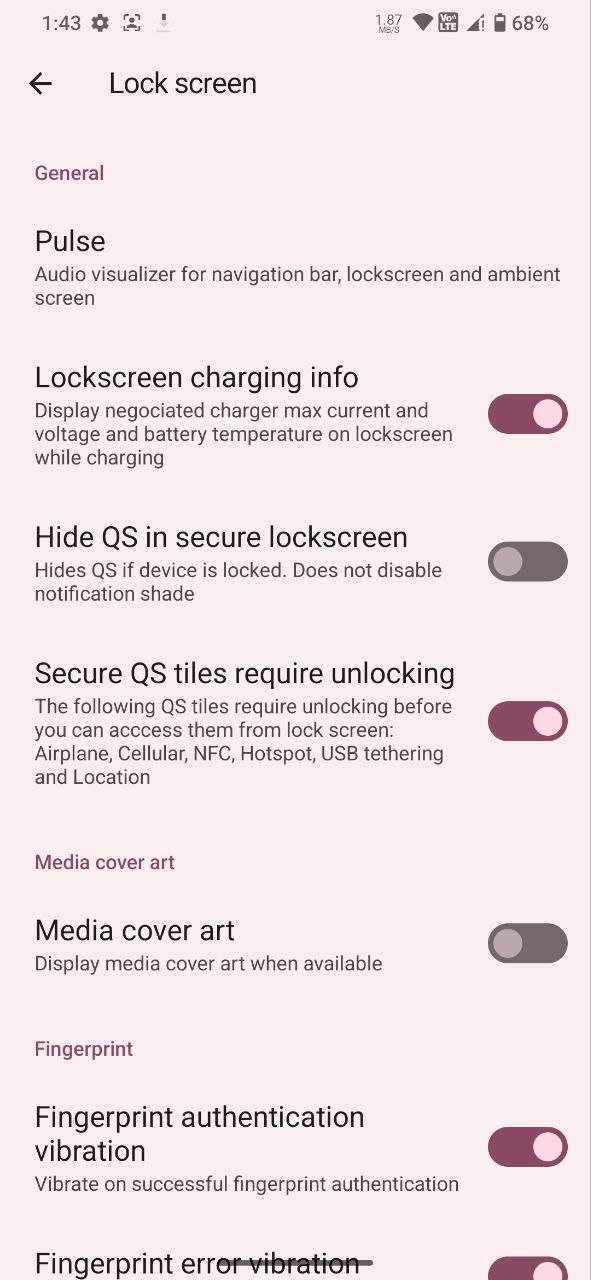 1:43
1.87
MB/S
Vo
LTE
68%
Lock screen
General
Pulse
Audio visualizer for navigation bar, lockscreen and ambient
screen
Lockscreen charging info
Display negociated charger max current and
voltage and battery temperature on lockscreen
while charging
Hide QS in secure lockscreen
Hides QS if device is locked. Does not disable
notification shade
Secure QS tiles require unlocking
The following QS tiles require unlocking before
you can acccess them from lock screen:
Airplane, Cellular, NFC, Hotspot, USB tethering
and Location
Media cover art
Media cover art
Display media cover art when available
Fingerprint
Fingerprint authentication
vibration
Vibrate on successful fingerprint authentication
Fingerprint error vibration